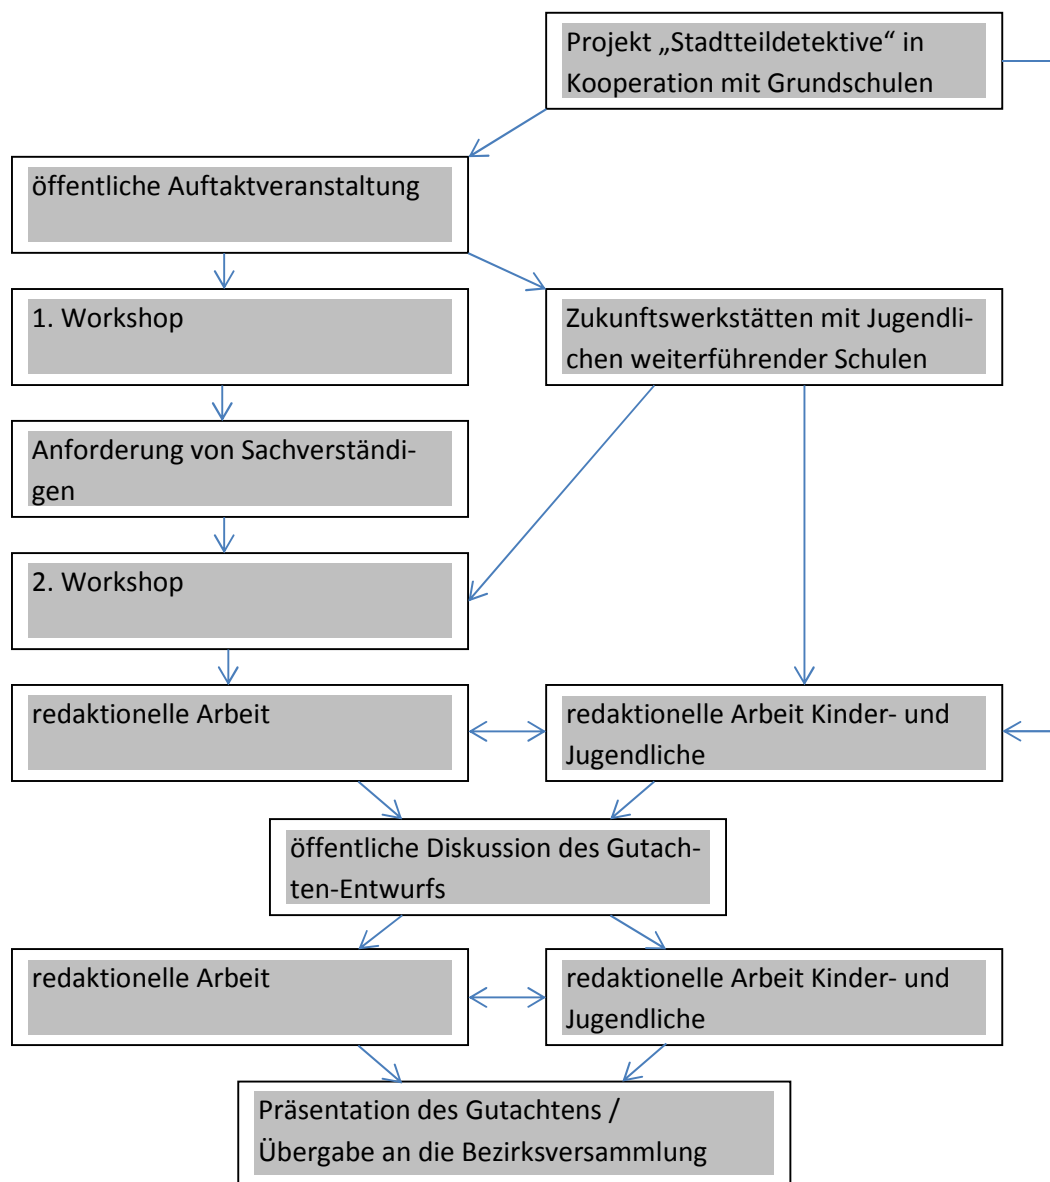 Projekt „Stadtteildetektive“ in
Kooperation mit Grundschulen
öffentliche Auftaktveranstaltung
1. Workshop
Zukunftswerkstätten mit Jugendli-
chen weiterführender Schulen
Anforderung von Sachverständi-
gen
2. Workshop
redaktionelle Arbeit
redaktionelle Arbeit Kinder- und
Jugendliche
öffentliche Diskussion des Gutach-
ten-Entwurfs
redaktionelle Arbeit
redaktionelle Arbeit Kinder- und
Jugendliche
Präsentation des Gutachtens /
Übergabe an die Bezirksversammlung